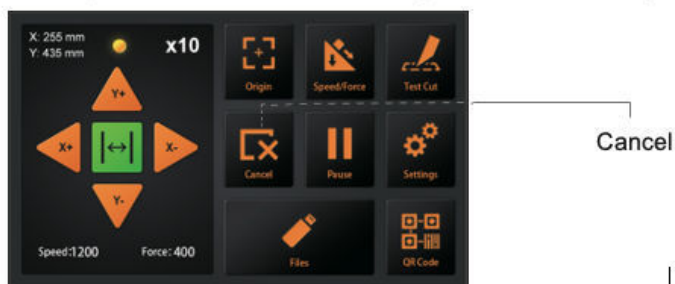 X: 255 mm
Y: 435 mm
x10
Y+
X+
X-
Y-
Speed:1200
Force: 400
Origin
Speed/Force
Test Cut
Cancel
Pause
Settings
Files
QR Code
Cancel